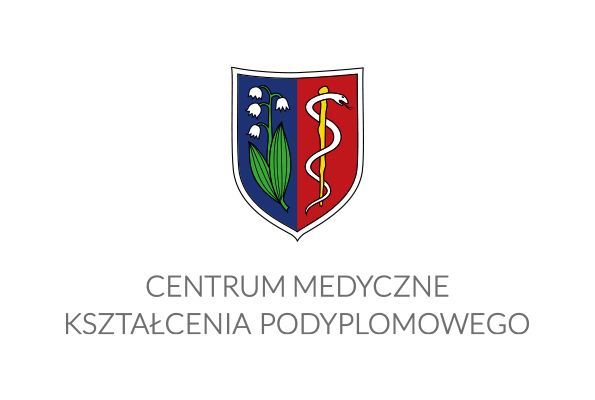 CENTRUM MEDYCZNE
KSZTAŁCENIA PODYPLOMOWEGO